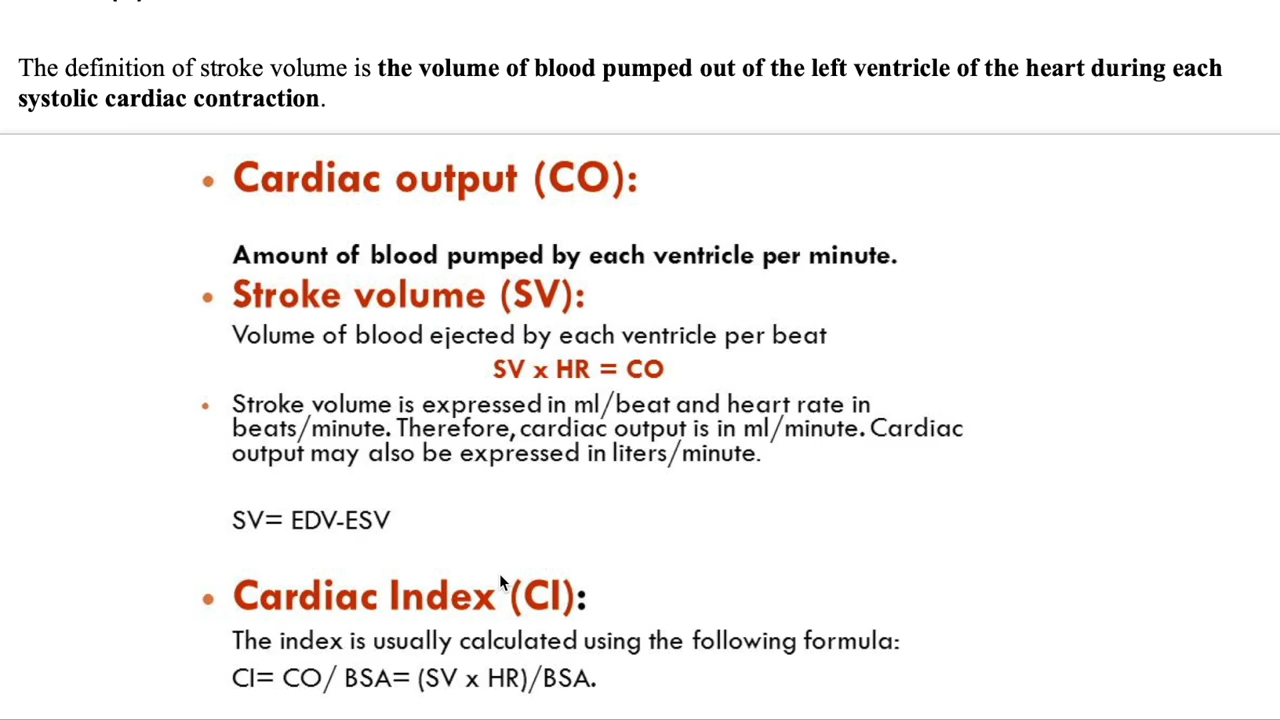 The definition of stroke volume is the volume of blood pumped out of the left ventricle of the heart during each
systolic cardiac contraction.
• Cardiac output (CO):
Amount of blood pumped by each ventricle per minute.
• Stroke volume (SV):
Volume of blood ejected by each ventricle per beat
SV x HR = CO
• Stroke volume is expressed in ml/beat and heart rate in
beats/minute. Therefore, cardiac output is in ml/minute. Cardiac
output may also be expressed in liters/minute.
SV= EDV-ESV
• Cardiac Index (CI):
The index is usually calculated using the following formula:
CI= CO/ BSA= (SV x HR)/BSA.